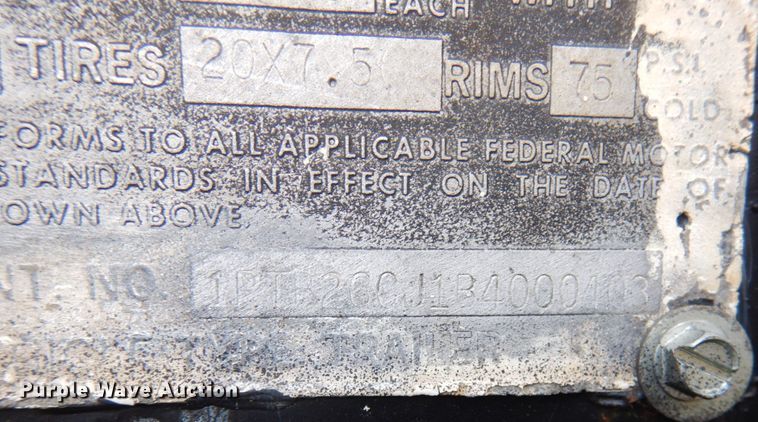 EACH WITH
TIRES 20X7.5 RIMS 75 P.S.I.
COLD
FORMS TO ALL APPLICABLE FEDERAL MOTOR
STANDARDS IN EFFECT ON THE DATE OF
OWN ABOVE.
NT. NO.
TRAILER
Purple Wave Auction